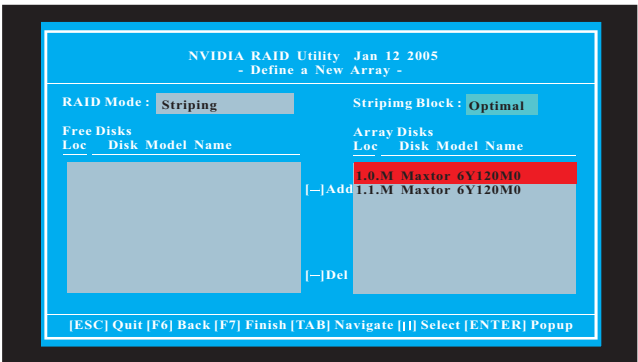 NVIDIA RAID Utility Jan 12 2005
- Define a New Array -
RAID Mode : Striping
Stripimg Block : Optimal
Free Disks
Loc Disk Model Name
Array Disks
Loc Disk Model Name
1.0.M Maxtor 6Y120M0
[–]Add
1.1.M Maxtor 6Y120M0
[–]Del
[ESC] Quit [F6] Back [F7] Finish [TAB] Navigate [↑↓] Select [ENTER] Popup